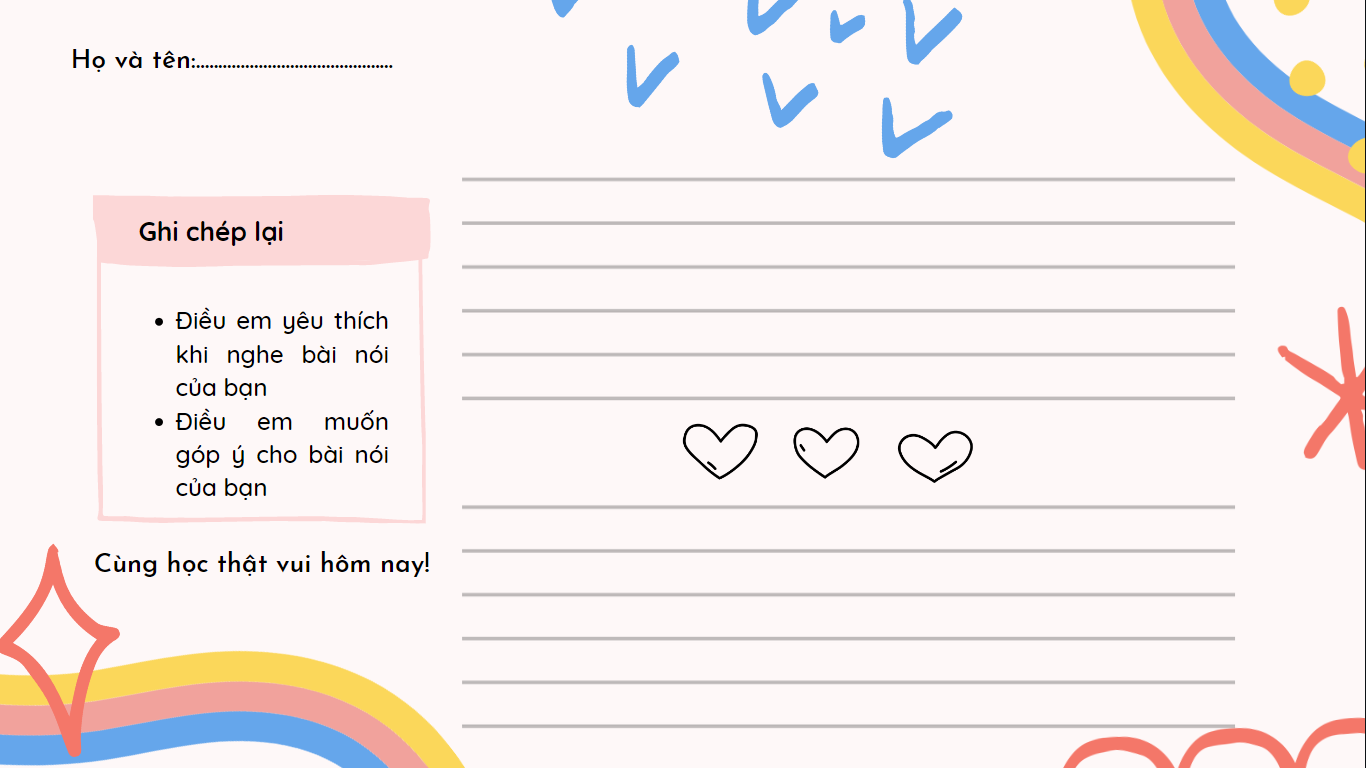 Họ và tên:............................................
Ghi chép lại
• Điều em yêu thích
khi nghe bài nói
của bạn
• Điều em muốn
góp ý cho bài nói
của bạn
Cùng học thật vui hôm nay!